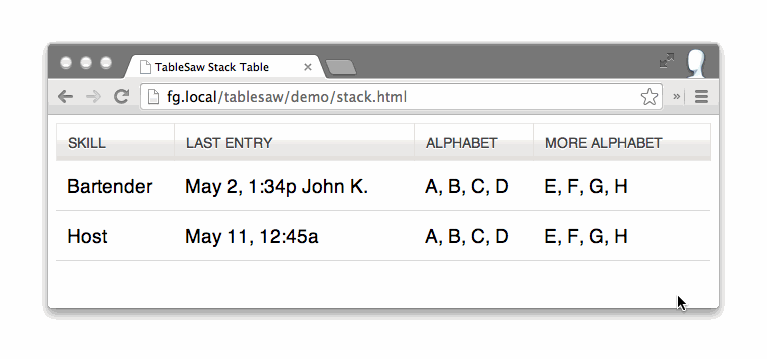 TableSaw Stack Table
fg.local/tablesaw/demo/stack.html
SKILL LAST ENTRY ALPHABET MORE ALPHABET
Bartender May 2, 1:34p John K. A, B, C, D E, F, G, H
Host May 11, 12:45a A, B, C, D E, F, G, H